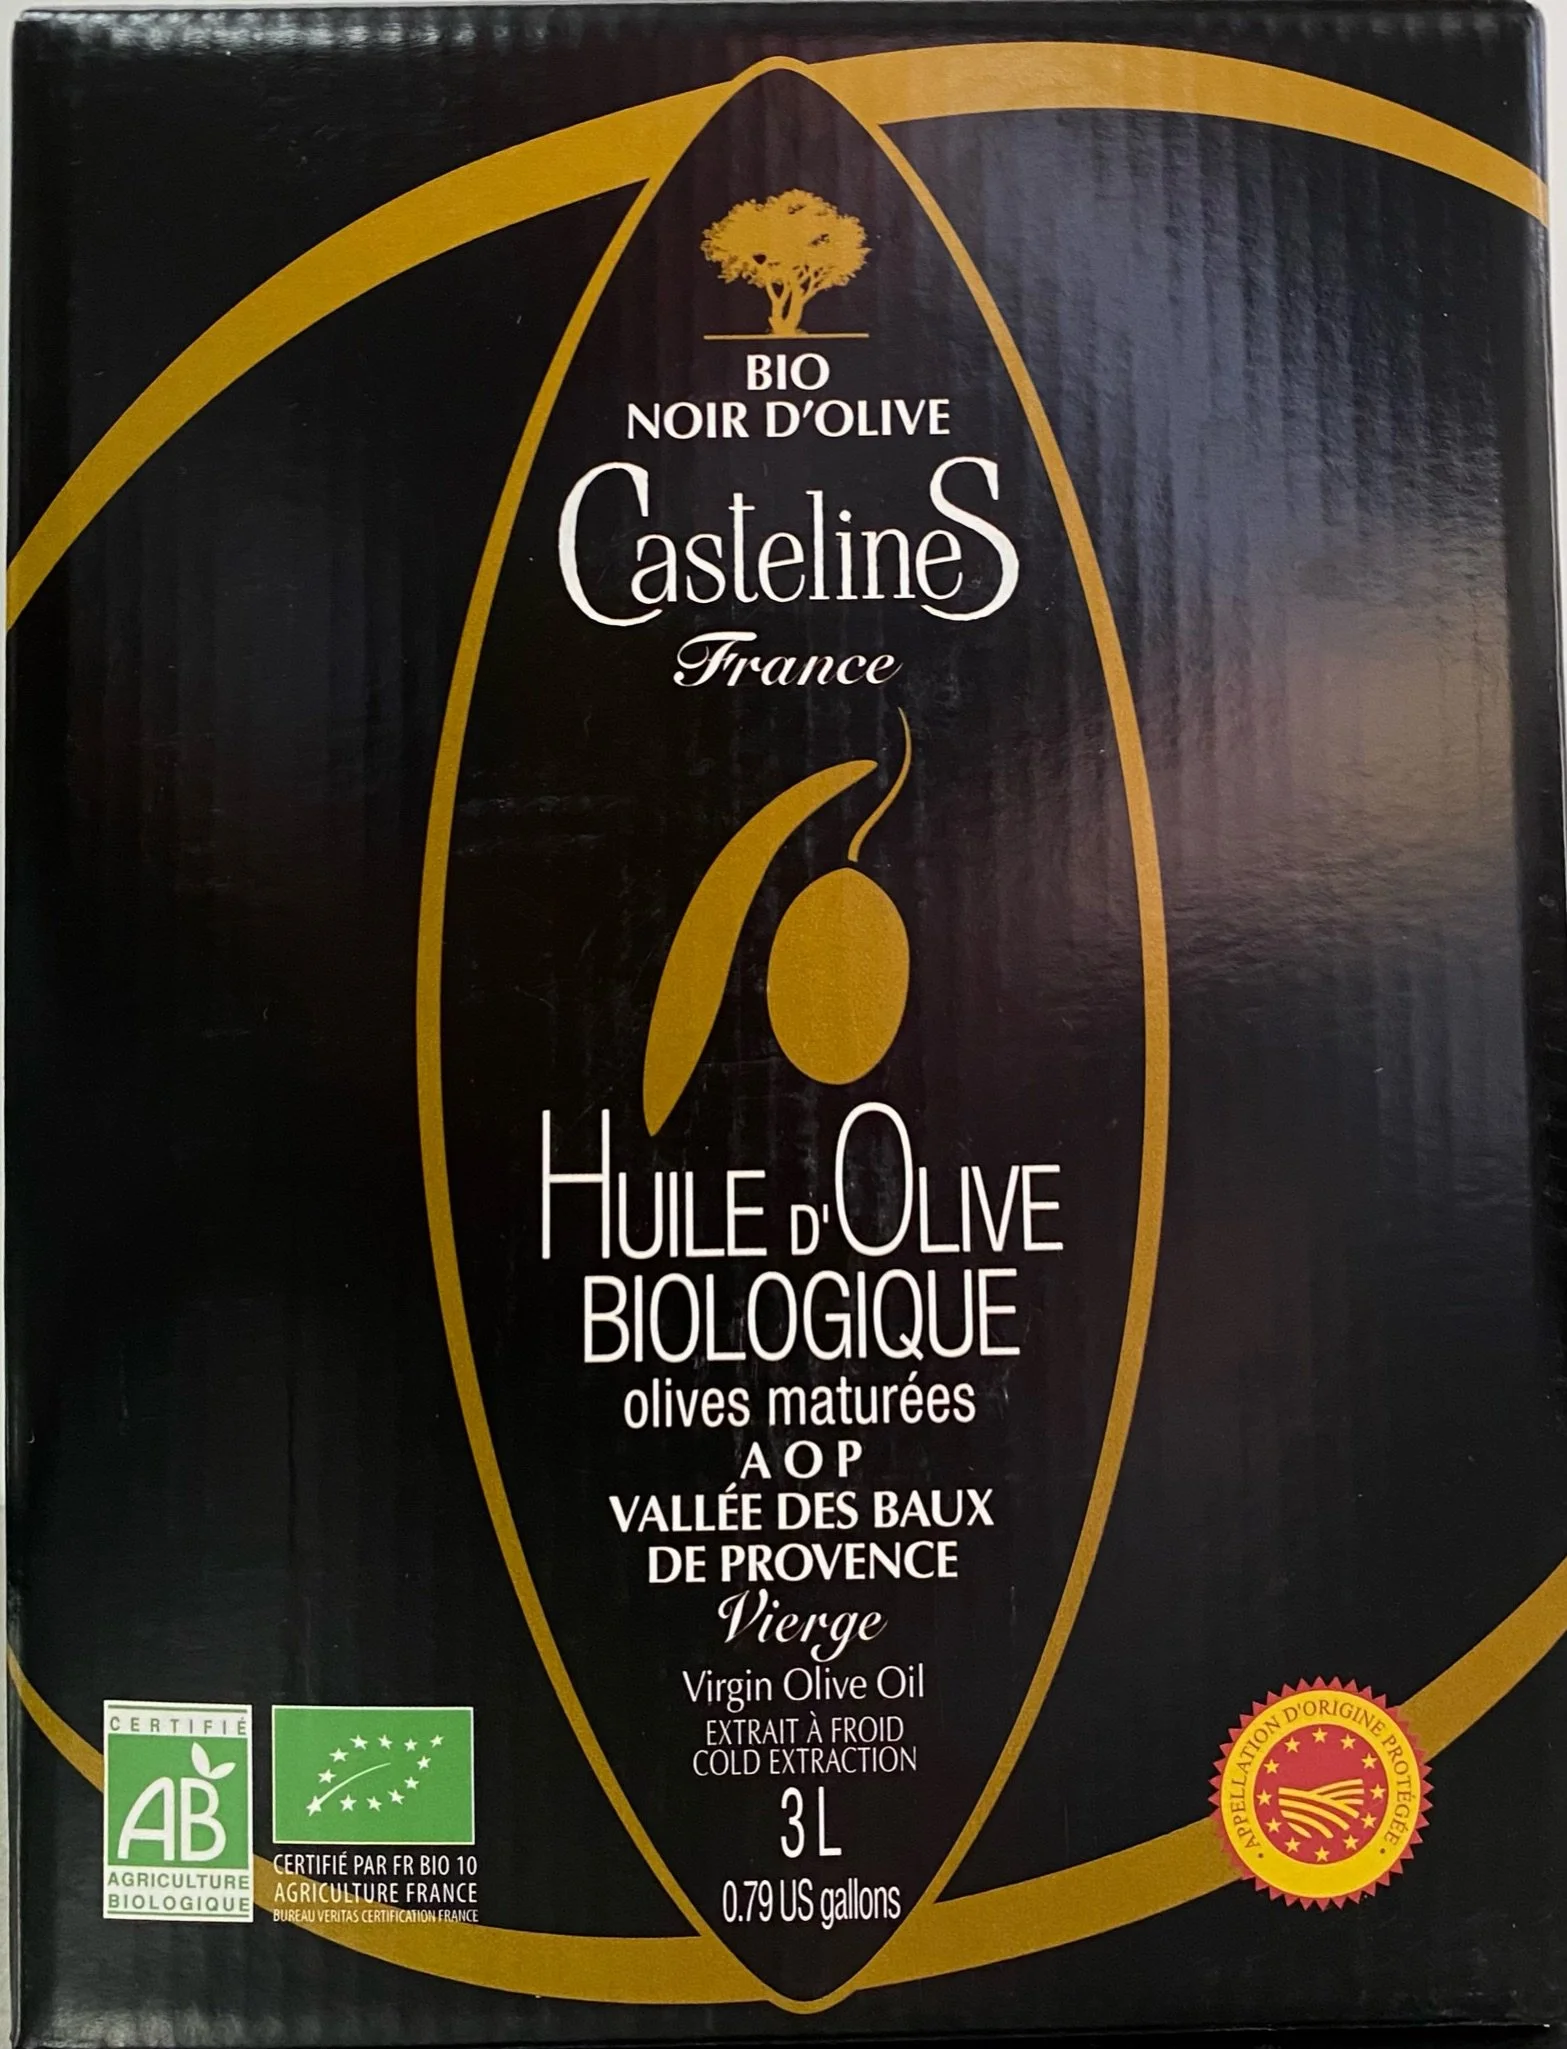 BIO
NOIR D'OLIVE
CastelineS
France
HUILE D'OLIVE
BIOLOGIQUE
olives maturées
A O P
VALLÉE DES BAUX
DE PROVENCE
Vierge
Virgin Olive Oil
EXTRAIT À FROID
COLD EXTRACTION
3 L
0.79 US gallons
CERTIFIÉ
AB
AGRICULTURE
BIOLOGIQUE
CERTIFIÉ PAR FR BIO 10
AGRICULTURE FRANCE
BUREAU VERITAS CERTIFICATION FRANCE
APPELLATION D'ORIGINE PROTÉGÉE